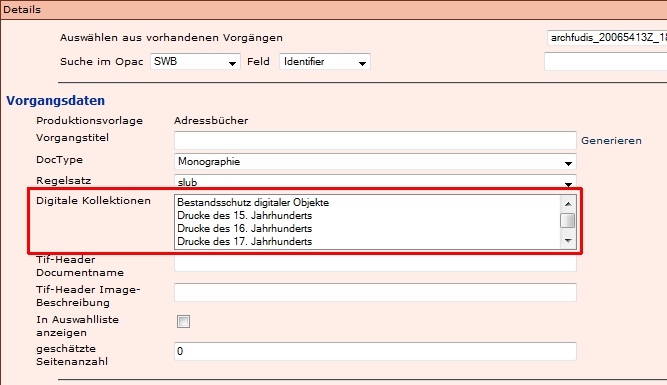 Details
Auswählen aus vorhandenen Vorgängen archfudis_20065413Z_18
Suche im Opac SWB Feld Identifier
Vorgangsdaten
Produktionsvorlage Adressbücher
Vorgangstitel Generieren
DocType Monographie
Regelsatz slub
Digitale Kollektionen Bestandsschutz digitaler Objekte
Drucke des 15. Jahrhunderts
Drucke des 16. Jahrhunderts
Drucke des 17. Jahrhunderts
Tif-Header
Documentname
Tif-Header Image-
Beschreibung
In Auswahlliste
anzeigen
geschätzte 0
Seitenanzahl